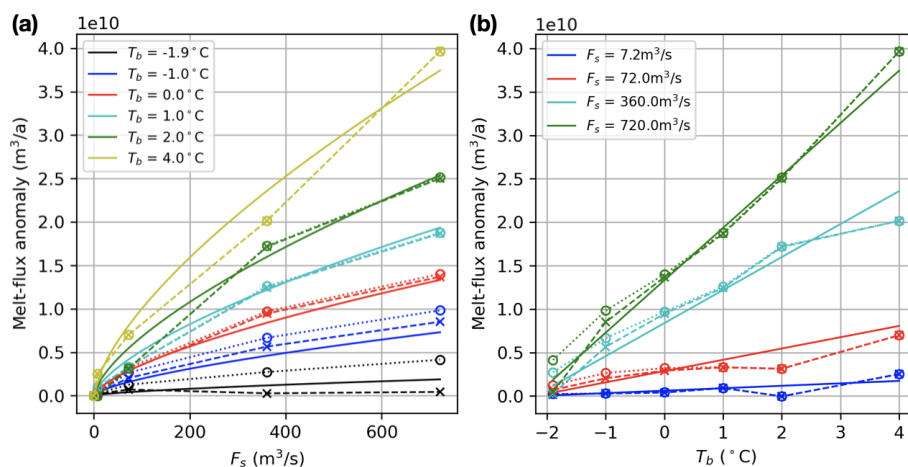 (a)
1e10
T_b = -1.9°C
T_b = -1.0°C
T_b = 0.0°C
T_b = 1.0°C
T_b = 2.0°C
T_b = 4.0°C
Melt-flux anomaly (m³/a)
4.0
3.5
3.0
2.5
2.0
1.5
1.0
0.5
0.0
0 200 400 600
F_s (m³/s)
(b)
1e10
F_s = 7.2m³/s
F_s = 72.0m³/s
F_s = 360.0m³/s
F_s = 720.0m³/s
Melt-flux anomaly (m³/a)
4.0
3.5
3.0
2.5
2.0
1.5
1.0
0.5
0.0
−2 −1 0 1 2 3 4
T_b (°C)